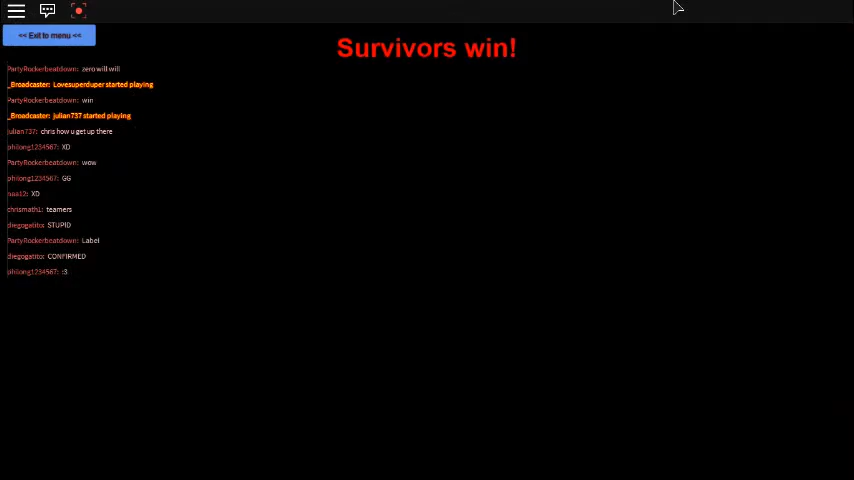 << Exit to menu <<
Survivors win!
PartyRockerbeatdown: zero will will
_Broadcaster: Lovesuperduper started playing
PartyRockerbeatdown: win
_Broadcaster: julian737 started playing
julian737: chris how u get up there
philong1234567: XD
PartyRockerbeatdown: wow
philong1234567: GG
XD
chrismath1: teamers
diegogatito: STUPID
PartyRockerbeatdown: Label
diegogatito: CONFIRMED
philong1234567: :3